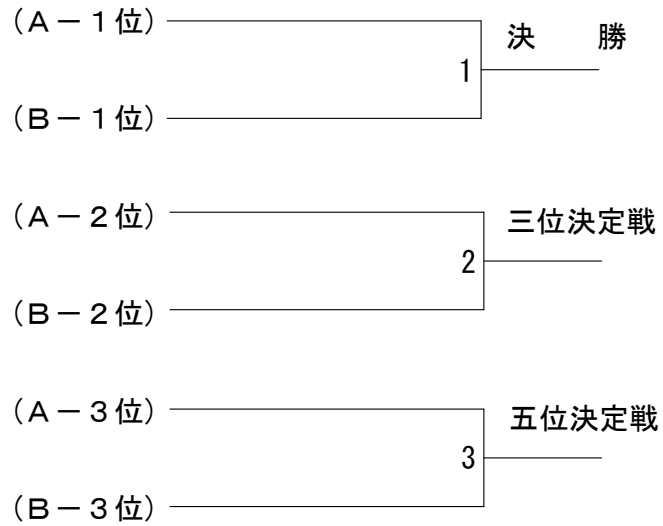 (A-1位)
決　　勝
1
(B-1位)
(A-2位)
三位決定戦
2
(B-2位)
(A-3位)
五位決定戦
3
(B-3位)